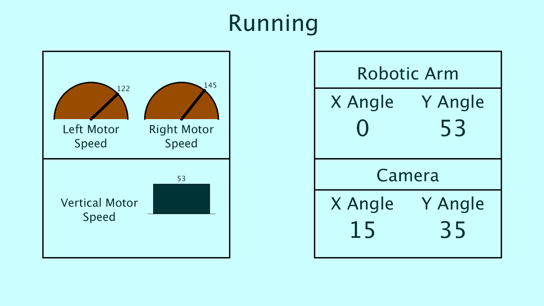 Running
122
145
Left Motor
Speed
Right Motor
Speed
53
Vertical Motor
Speed
Robotic Arm
X Angle Y Angle
0 53
Camera
X Angle Y Angle
15 35